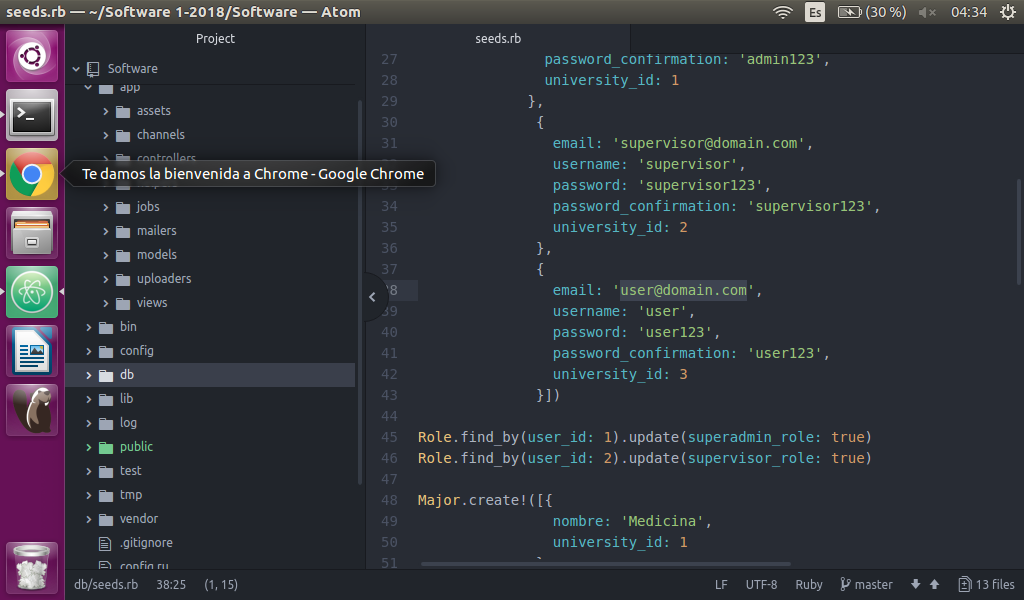 seeds.rb — ~/Software 1-2018/Software — Atom
Es
(30 %)
04:34
Project
Software
app
assets
channels
controllers
Te damos la bienvenida a Chrome - Google Chrome
jobs
mailers
models
uploaders
views
bin
config
db
lib
log
public
test
tmp
vendor
.gitignore
config.ru
seeds.rb
27 password_confirmation: 'admin123',
28 university_id: 1
29 },
30 {
31 email: 'supervisor@domain.com',
username: 'supervisor',
password: 'supervisor123',
34 password_confirmation: 'supervisor123',
35 university_id: 2
36 },
37 {
38 email: 'user@domain.com',
39 username: 'user',
40 password: 'user123',
41 password_confirmation: 'user123',
42 university_id: 3
43 }])
44
45 Role.find_by(user_id: 1).update(superadmin_role: true)
46 Role.find_by(user_id: 2).update(supervisor_role: true)
47
48 Major.create!([{
49 nombre: 'Medicina',
50 university_id: 1
51
db/seeds.rb 38:25 (1, 15)
LF UTF-8 Ruby master 13 files